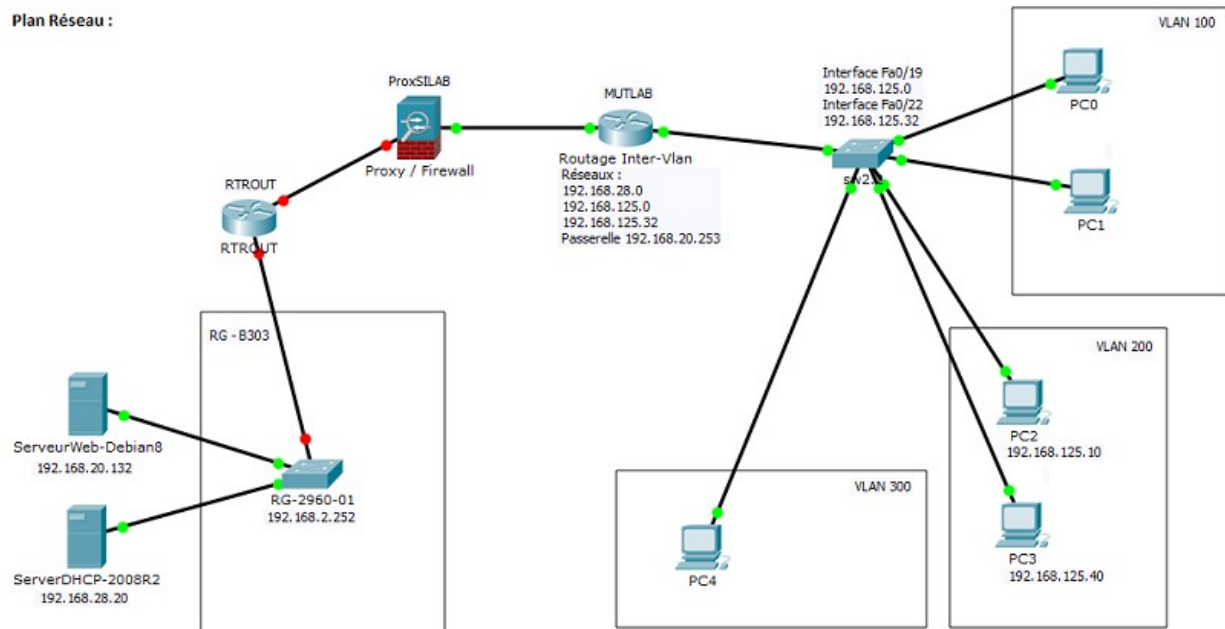 Plan Réseau :
VLAN 100
ProxSILAB
Interface Fa0/19
192.168.125.0
Interface Fa0/22
192.168.125.32
MUTLAB
PC0
Proxy / Firewall
Routage Inter-Vlan
Réseaux :
192.168.28.0
192.168.125.0
192.168.125.32
Passerelle 192.168.20.253
RTROUT
RTROUT
PC1
RG - B303
VLAN 200
ServeurWeb-Debian8
192.168.20.132
PC2
192.168.125.10
RG-2960-01
192.168.2.252
VLAN 300
ServerDHCP-2008R2
192.168.28.20
PC4
PC3
192.168.125.40